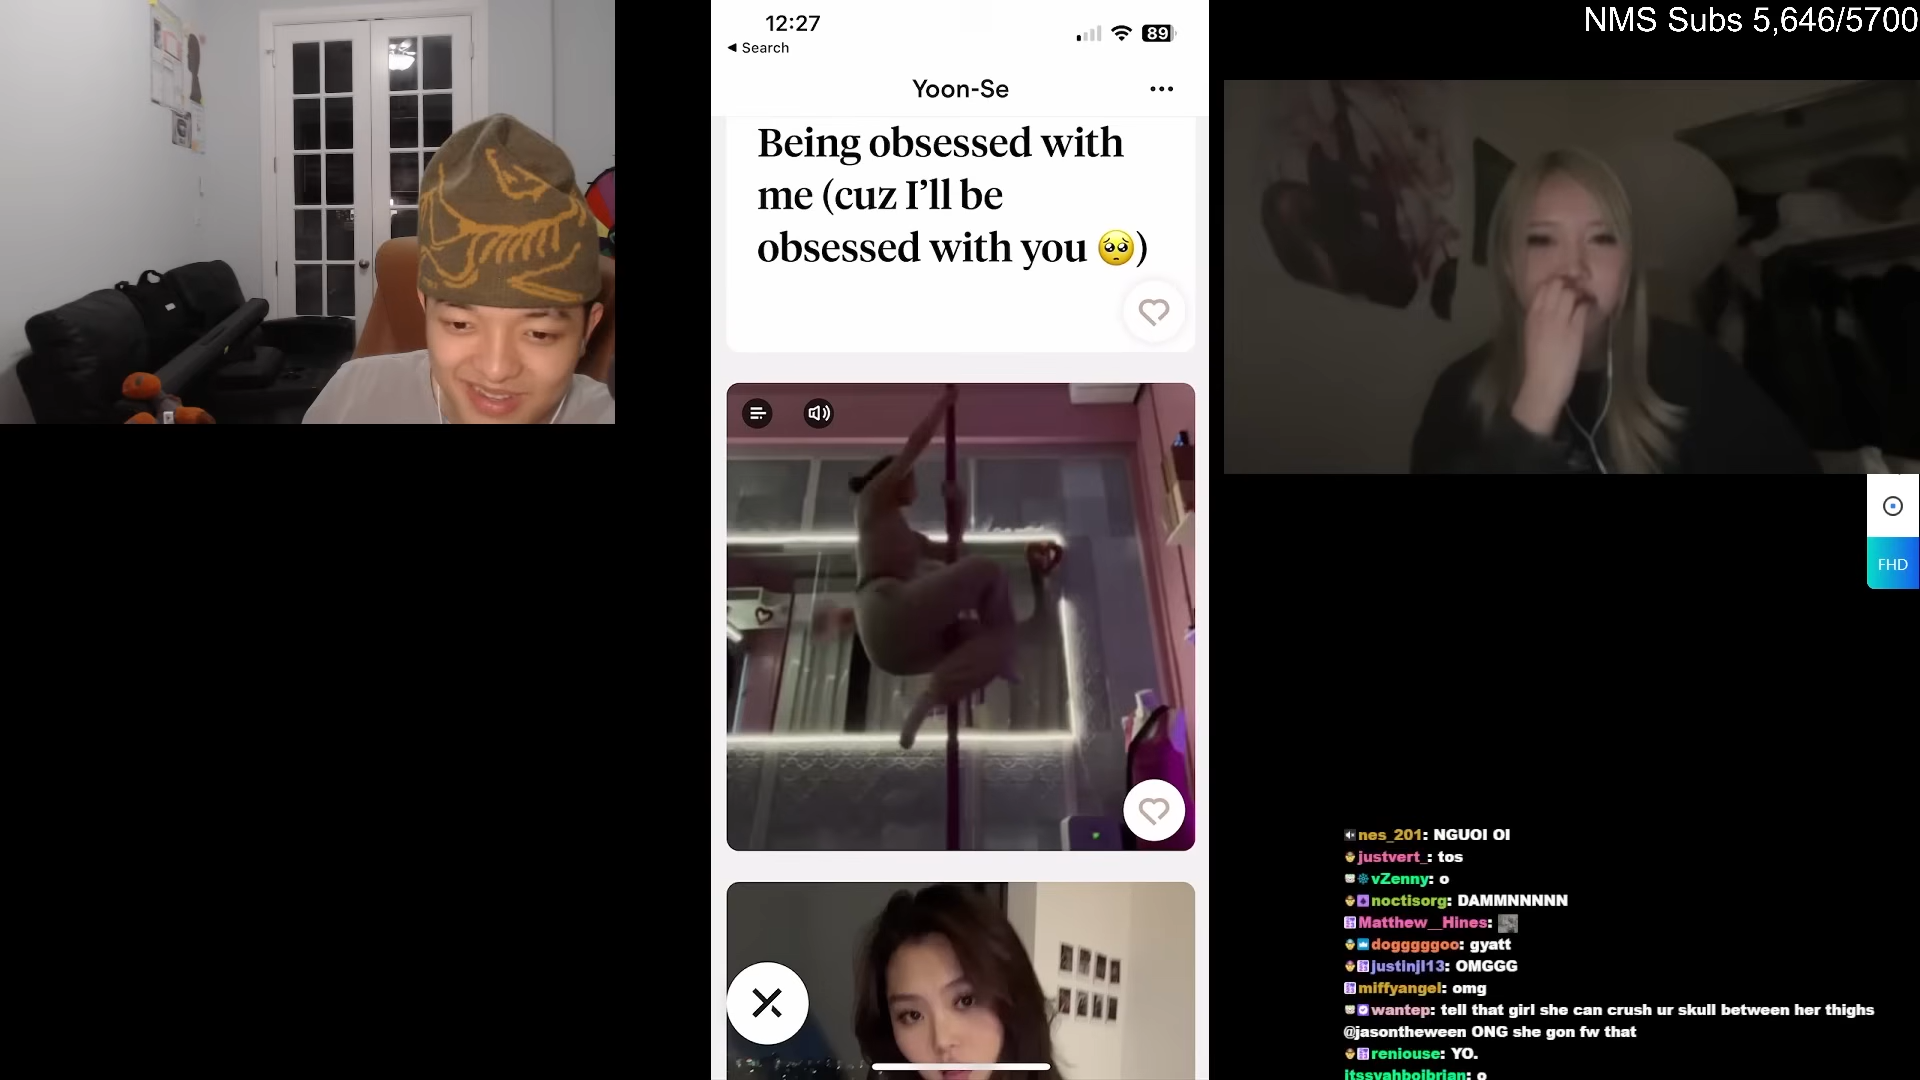 NMS Subs 5,646/5700
12:27
89
Search
Yoon-Se
Being obsessed with
me (cuz I'll be
obsessed with you 🥺)
FHD
nes_201: NGUOI OI
justvert_: tos
vZenny: o
noctisorg: DAMMNNNNN
Matthew__Hines:
dogggggoo: gyatt
justinjl13: OMGGG
miffyangel: omg
wantep: tell that girl she can crush ur skull between her thighs
@jasontheween ONG she gon fw that
reniouse: YO.
itssyahboibrian: o